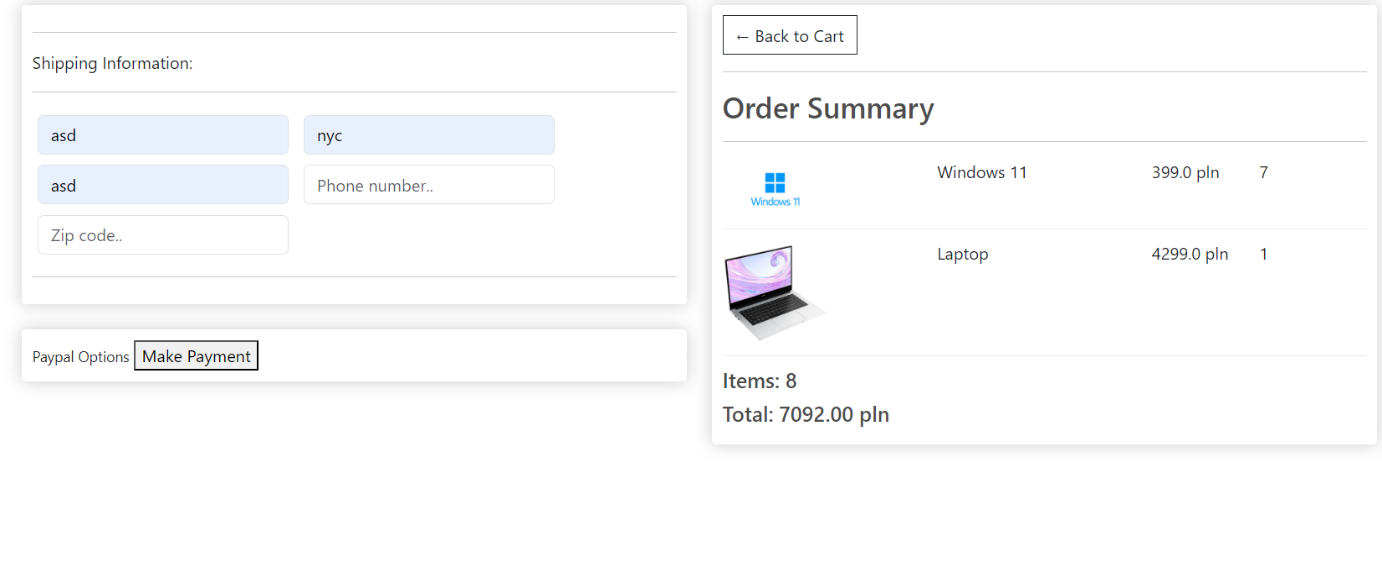 Shipping Information:
asd
nyc
asd
Phone number..
Zip code..
Paypal Options Make Payment
← Back to Cart
Order Summary
Windows 11
Windows 11 399.0 pln 7
Laptop 4299.0 pln 1
Items: 8
Total: 7092.00 pln